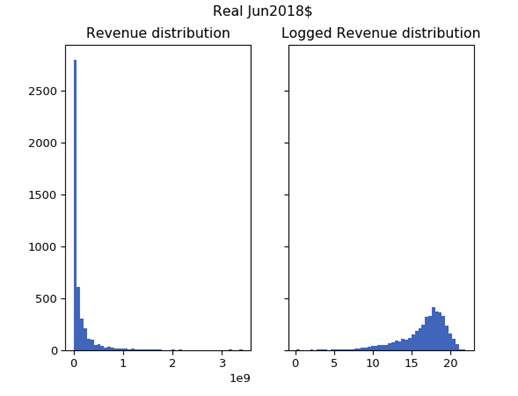 Real Jun2018$
Revenue distribution
Logged Revenue distribution
2500
2000
1500
1000
500
0
0 1 2 3
1e9
0 5 10 15 20